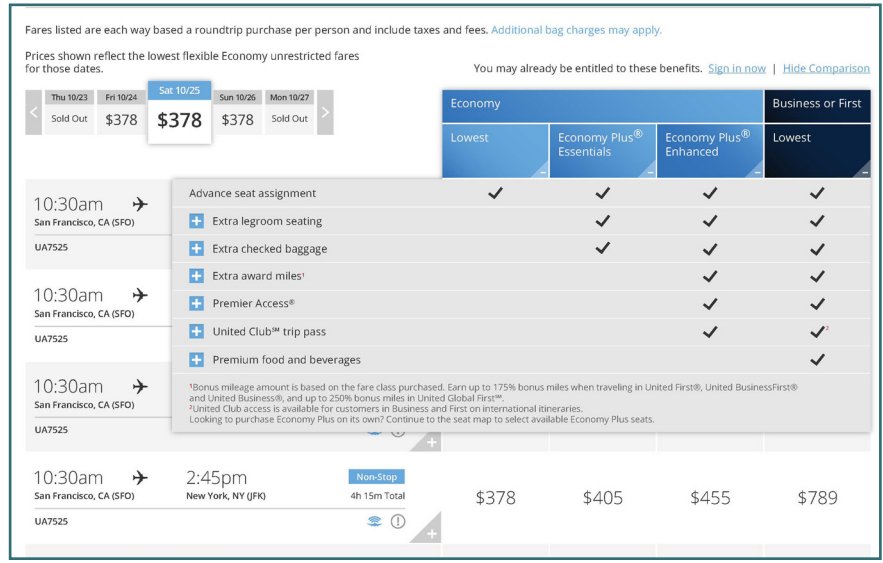 Fares listed are each way based a roundtrip purchase per person and include taxes and fees. Additional bag charges may apply.
Prices shown reflect the lowest flexible Economy unrestricted fares
for those dates.
You may already be entitled to these benefits. Sign in now | Hide Comparison
Thu 10/23 Fri 10/24 Sat 10/25 Sun 10/26 Mon 10/27
Sold Out $378 $378 $378 Sold Out
Economy Business or First
Lowest Economy Plus® Essentials Economy Plus® Enhanced Lowest
Advance seat assignment
Extra legroom seating
Extra checked baggage
Extra award miles¹
Premier Access®
United Club℠ trip pass
2
Premium food and beverages
¹Bonus mileage amount is based on the fare class purchased. Earn up to 175% bonus miles when traveling in United First®, United BusinessFirst®
and United Business®, and up to 250% bonus miles in United Global First℠.
²United Club access is available for customers in Business and First on international itineraries.
Looking to purchase Economy Plus on its own? Continue to the seat map to select available Economy Plus seats.
10:30am
San Francisco, CA (SFO)
UA7525
10:30am
San Francisco, CA (SFO)
UA7525
10:30am
San Francisco, CA (SFO)
UA7525
10:30am 2:45pm Non-Stop
San Francisco, CA (SFO) New York, NY (JFK) 4h 15m Total
$378 $405 $455 $789
UA7525